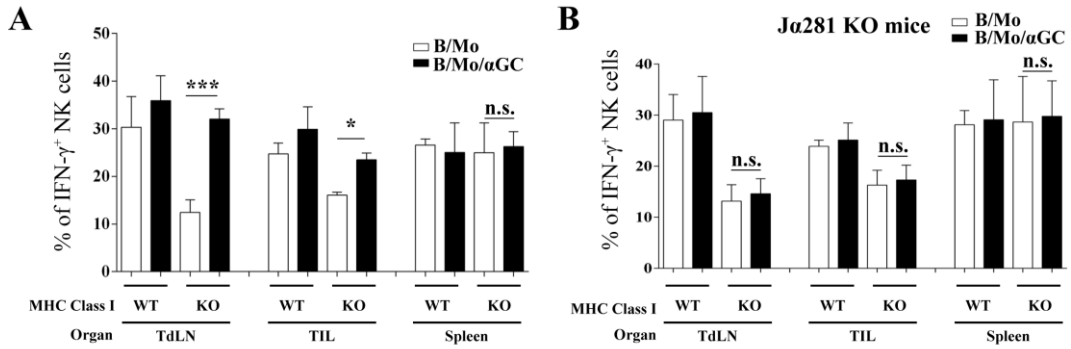 A
% of IFN-γ+ NK cells
50
40
30
20
10
0
B/Mo
B/Mo/αGC
***
*
n.s.
MHC Class I WT KO WT KO WT KO
Organ TdLN TIL Spleen
B
Jα281 KO mice
% of IFN-γ+ NK cells
40
30
20
10
0
B/Mo
B/Mo/αGC
n.s.
n.s.
n.s.
MHC Class I WT KO WT KO WT KO
Organ TdLN TIL Spleen